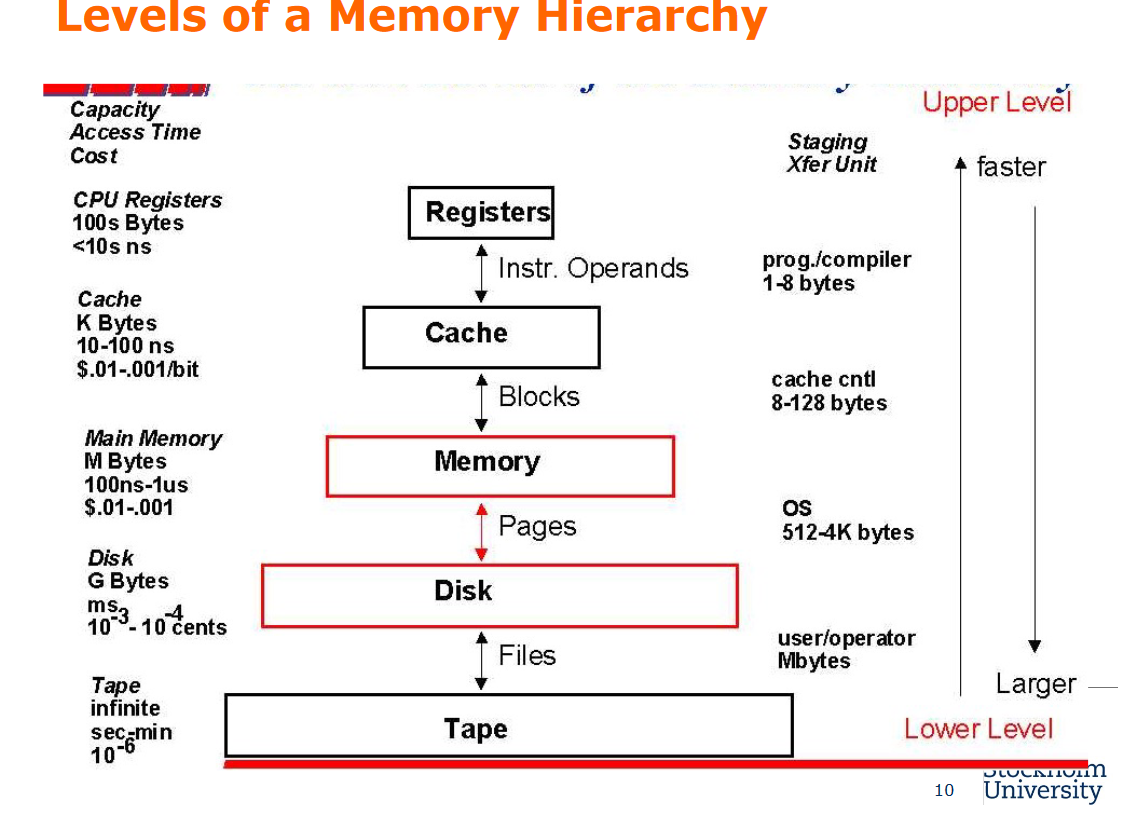 Levels of a Memory Hierarchy
Capacity
Access Time
Cost
Upper Level
Staging
Xfer Unit
faster
CPU Registers
100s Bytes
<10s ns
Registers
Instr. Operands
prog./compiler
1-8 bytes
Cache
K Bytes
10-100 ns
$.01-.001/bit
Cache
Blocks
cache cntl
8-128 bytes
Main Memory
M Bytes
100ns-1us
$.01-.001
Memory
Pages
OS
512-4K bytes
Disk
G Bytes
ms
10-3 - 10-4 cents
Disk
Files
user/operator
Mbytes
Larger
Tape
infinite
sec-min
10-6
Tape
Lower Level
10
Stockholm
University